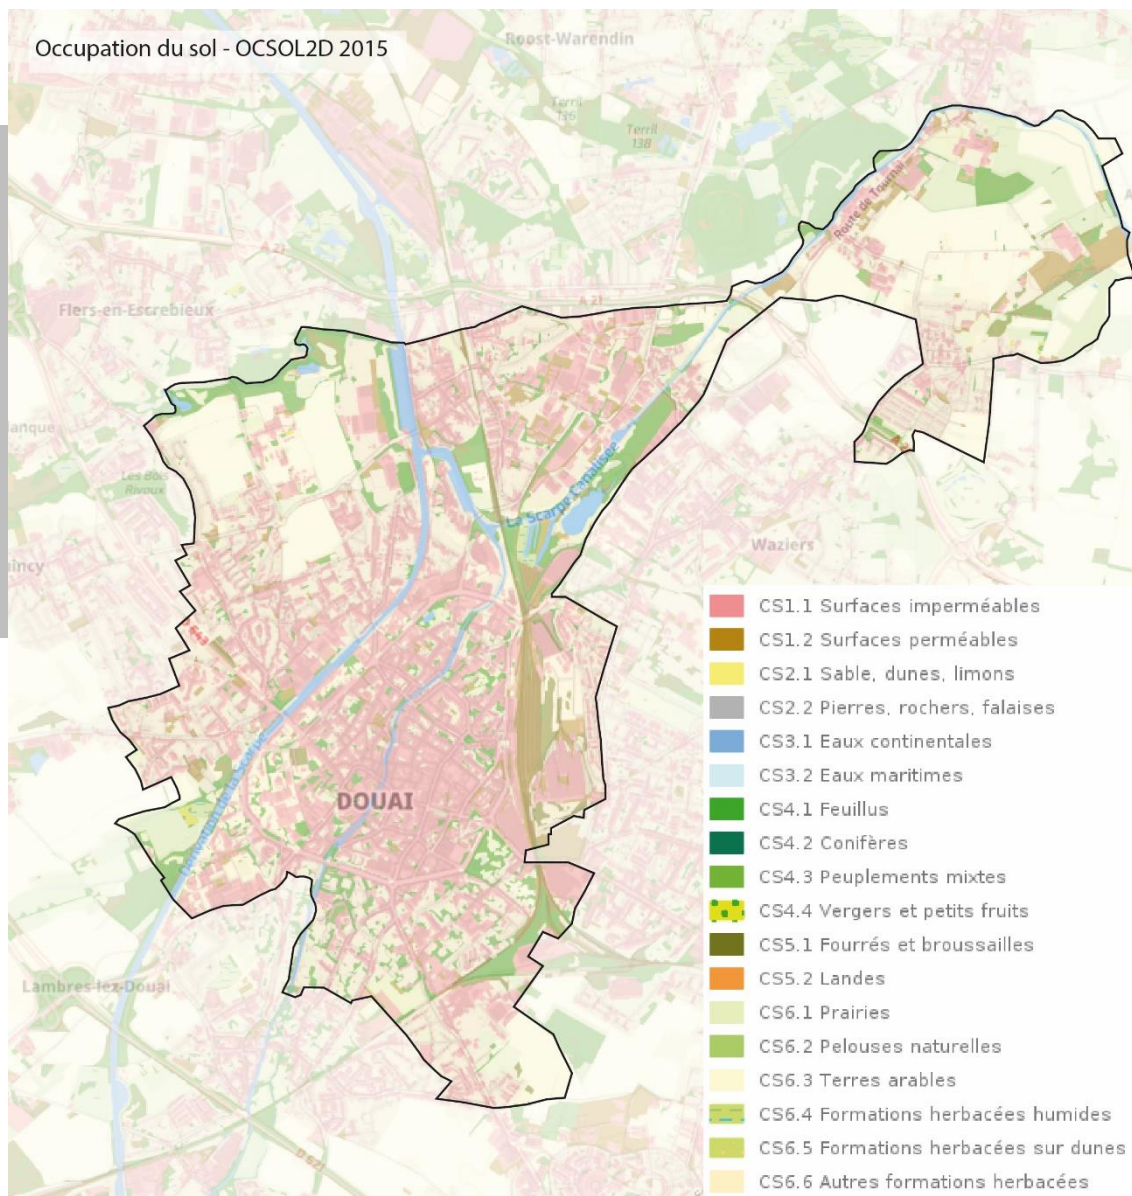 Occupation du sol - OCSOL2D 2015
Roost-Warendin
Terril
Terril
138
A 21
Route de Tournai
Flers-en-Escrebieux
A 21
Les Bois
Rivaux
La Scarpe Canalisée
Waziers
D 643
Dérivation de la Scarpe
DOUAI
Lambres-lez-Douai
D 621
CS1.1 Surfaces imperméables
CS1.2 Surfaces perméables
CS2.1 Sable, dunes, limons
CS2.2 Pierres, rochers, falaises
CS3.1 Eaux continentales
CS3.2 Eaux maritimes
CS4.1 Feuillus
CS4.2 Conifères
CS4.3 Peuplements mixtes
CS4.4 Vergers et petits fruits
CS5.1 Fourrés et broussailles
CS5.2 Landes
CS6.1 Prairies
CS6.2 Pelouses naturelles
CS6.3 Terres arables
CS6.4 Formations herbacées humides
CS6.5 Formations herbacées sur dunes
CS6.6 Autres formations herbacées